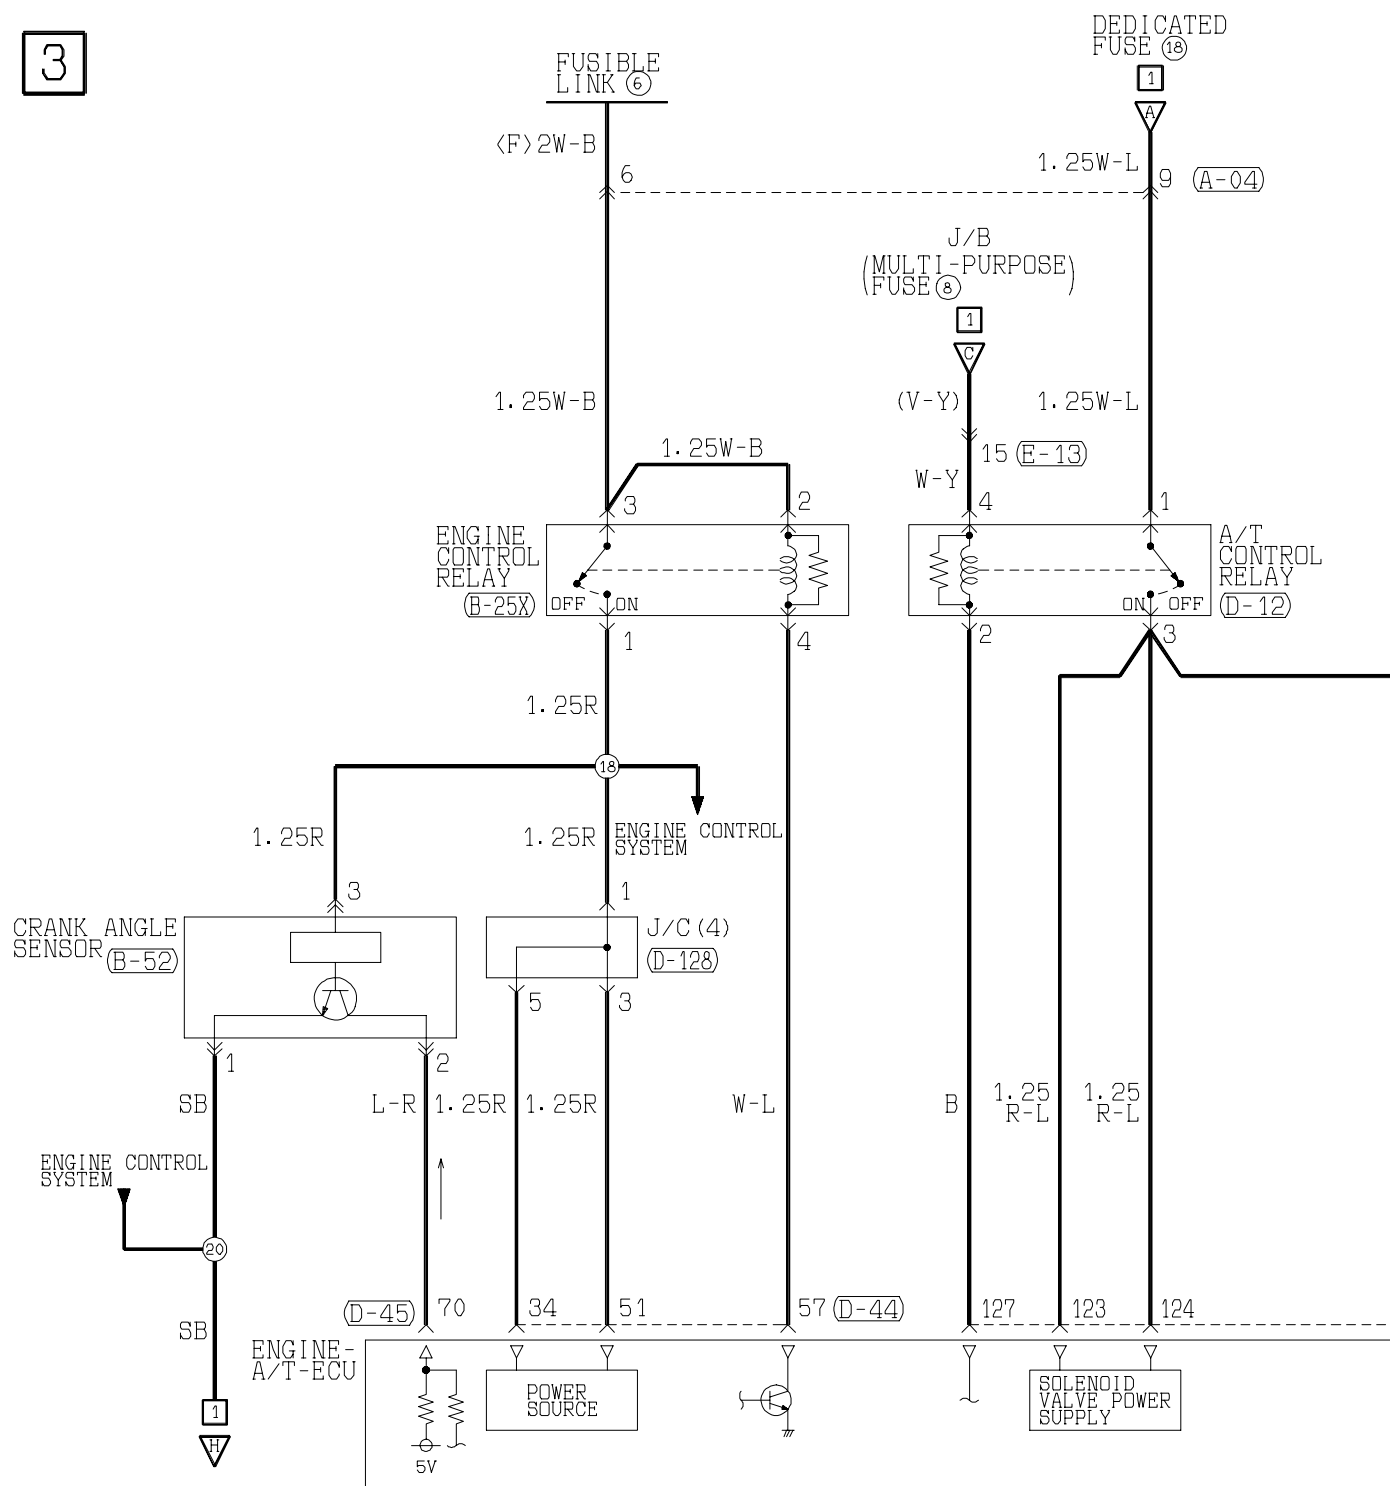 3
DEDICATED
FUSE 18
1
A
FUSIBLE
LINK 6
<F>2W-B
1.25W-L
6
9
A-04
J/B
(MULTI-PURPOSE)
FUSE 8
1
C
1.25W-B
(V-Y)
1.25W-L
1.25W-B
15
E-13
W-Y
3
2
4
1
ENGINE
CONTROL
RELAY
B-25X
OFF
ON
A/T
CONTROL
RELAY
D-12
ON
OFF
1
4
2
3
1.25R
18
1.25R
1.25R
ENGINE CONTROL
SYSTEM
3
1
CRANK ANGLE
SENSOR
B-52
J/C(4)
D-128
5
3
1
2
SB
L-R
1.25R
1.25R
W-L
B
1.25
R-L
1.25
R-L
ENGINE CONTROL
SYSTEM
20
D-45
70
34
51
57
D-44
127
123
124
SB
ENGINE-
A/T-ECU
POWER
SOURCE
SOLENOID
VALVE POWER
SUPPLY
1
H
5V